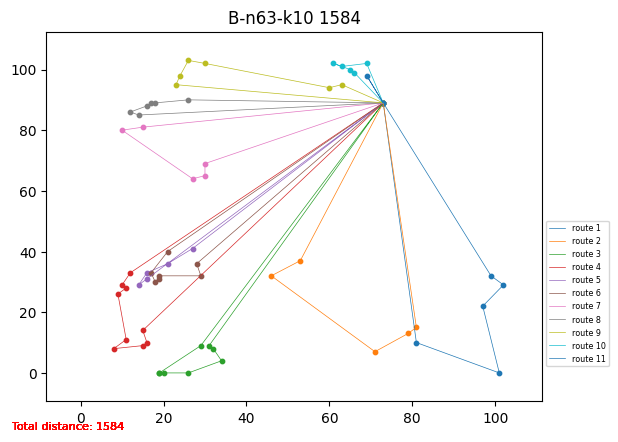 B-n63-k10 1584
100
80
60
40
20
0
0
20
40
60
80
100
route 1
route 2
route 3
route 4
route 5
route 6
route 7
route 8
route 9
route 10
route 11
Total distance: 1584